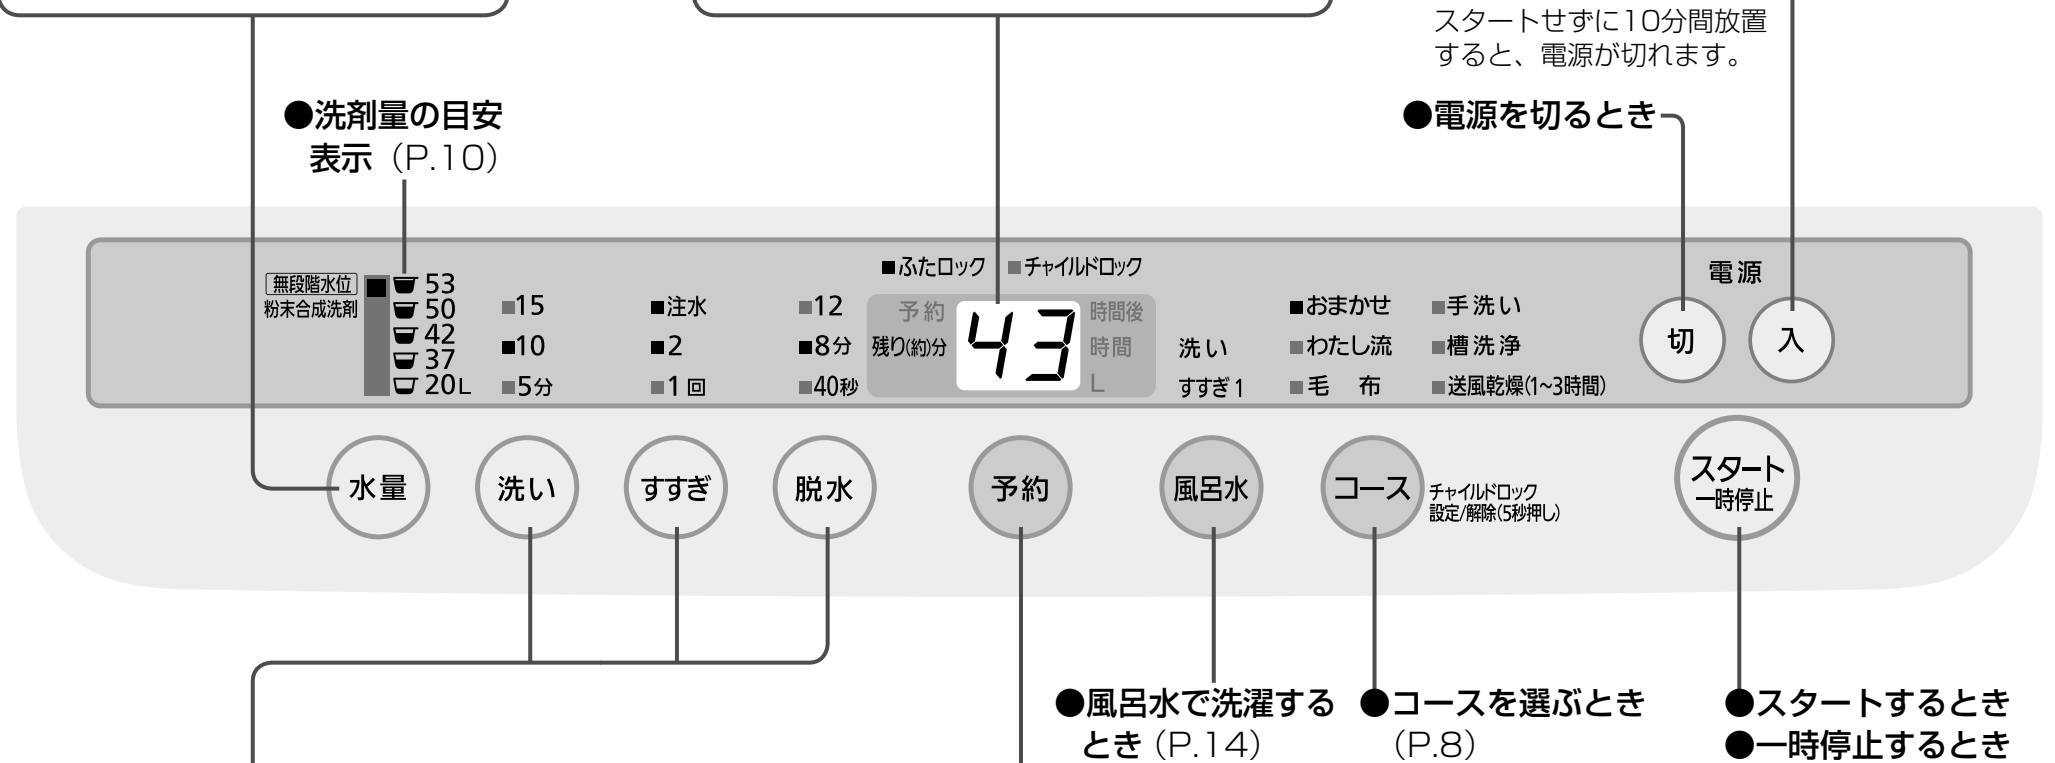 スタートせずに10分間放置
すると、電源が切れます。
●洗剤量の目安
表示（P.10）
●電源を切るとき
■ふたロック ■チャイルドロック
電源
無段階水位
粉末合成洗剤
53
50
42
37
20L
■15
■10
■5分
■注水
■2
■1回
■12
■8分
■40秒
予約
残り(約)分
43
時間後
時間
L
洗い
すすぎ1
■おまかせ
■わたし流
■毛 布
■手洗い
■槽洗浄
■送風乾燥(1~3時間)
切
入
水量
洗い
すすぎ
脱水
予約
風呂水
コース
チャイルドロック
設定/解除(5秒押し)
スタート
一時停止
●風呂水で洗濯する
とき（P.14）
●コースを選ぶとき
（P.8）
●スタートするとき
●一時停止するとき